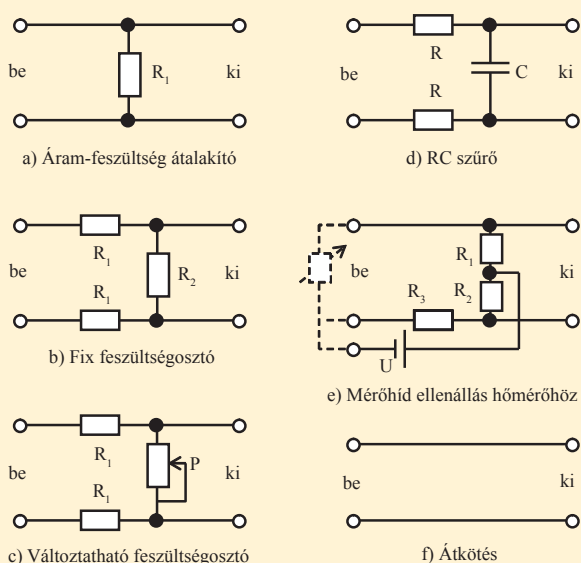 be
R1
ki
a) Áram-feszültség átalakító
be
R1
R1
R2
ki
b) Fix feszültségosztó
be
R1
R1
P
ki
c) Változtatható feszültségosztó
be
R
R
C
ki
d) RC szűrő
be
R1
R2
R3
U
ki
e) Mérőhíd ellenállás hőmérőhöz
be
ki
f) Átkötés